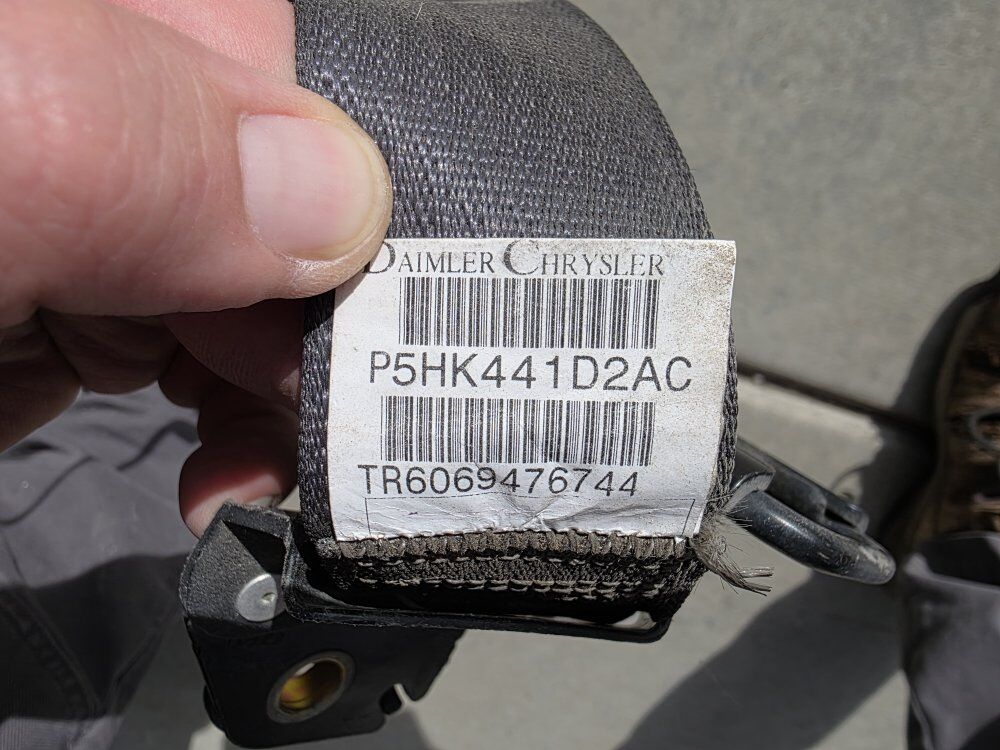 DAIMLER CHRYSLER
P5HK441D2AC
TR6069476744